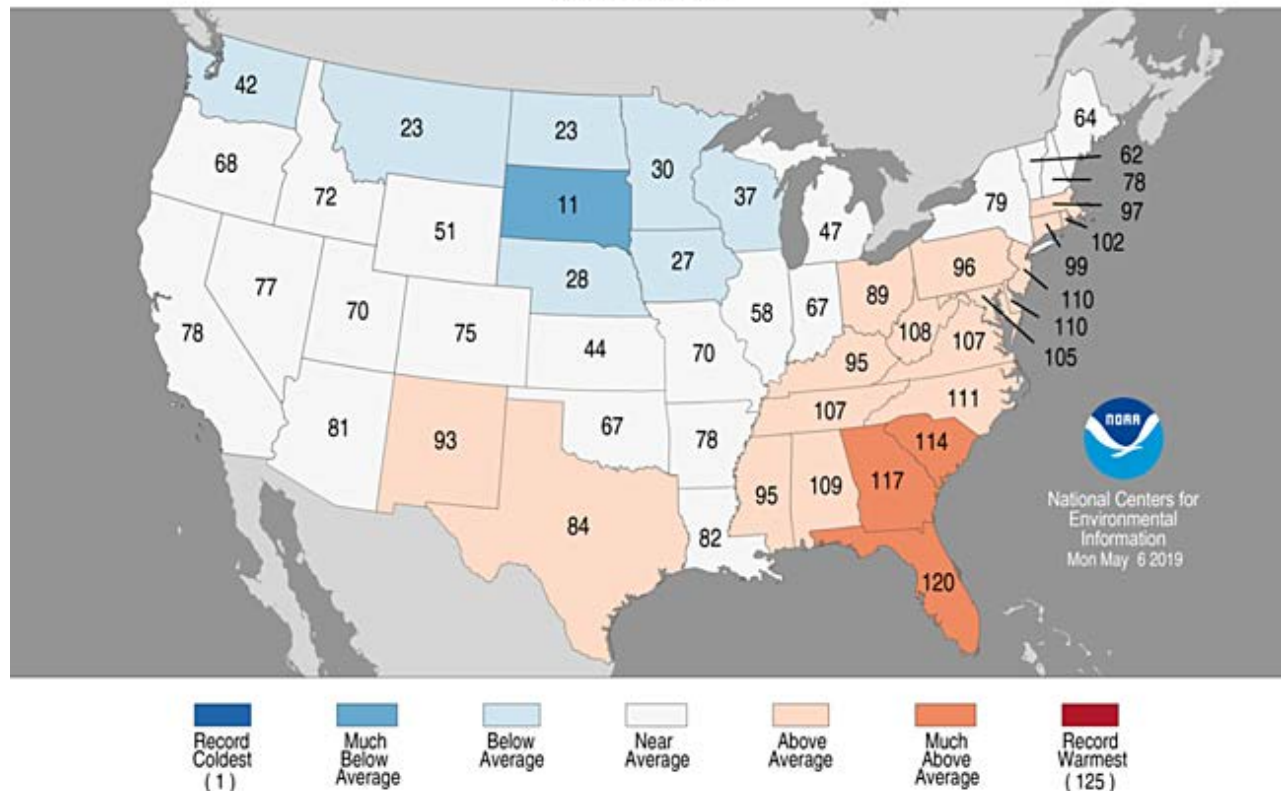 42
23
23
30
64
62
68
72
11
37
79
78
51
47
97
102
28
27
96
99
77
70
89
110
58
67
110
78
75
44
70
108
107
105
95
81
93
67
78
107
111
NOAA
114
95
109
117
National Centers for
Environmental
Information
Mon May 6 2019
84
82
120
Record
Coldest
(1)
Much
Below
Average
Below
Average
Near
Average
Above
Average
Much
Above
Average
Record
Warmest
(125)